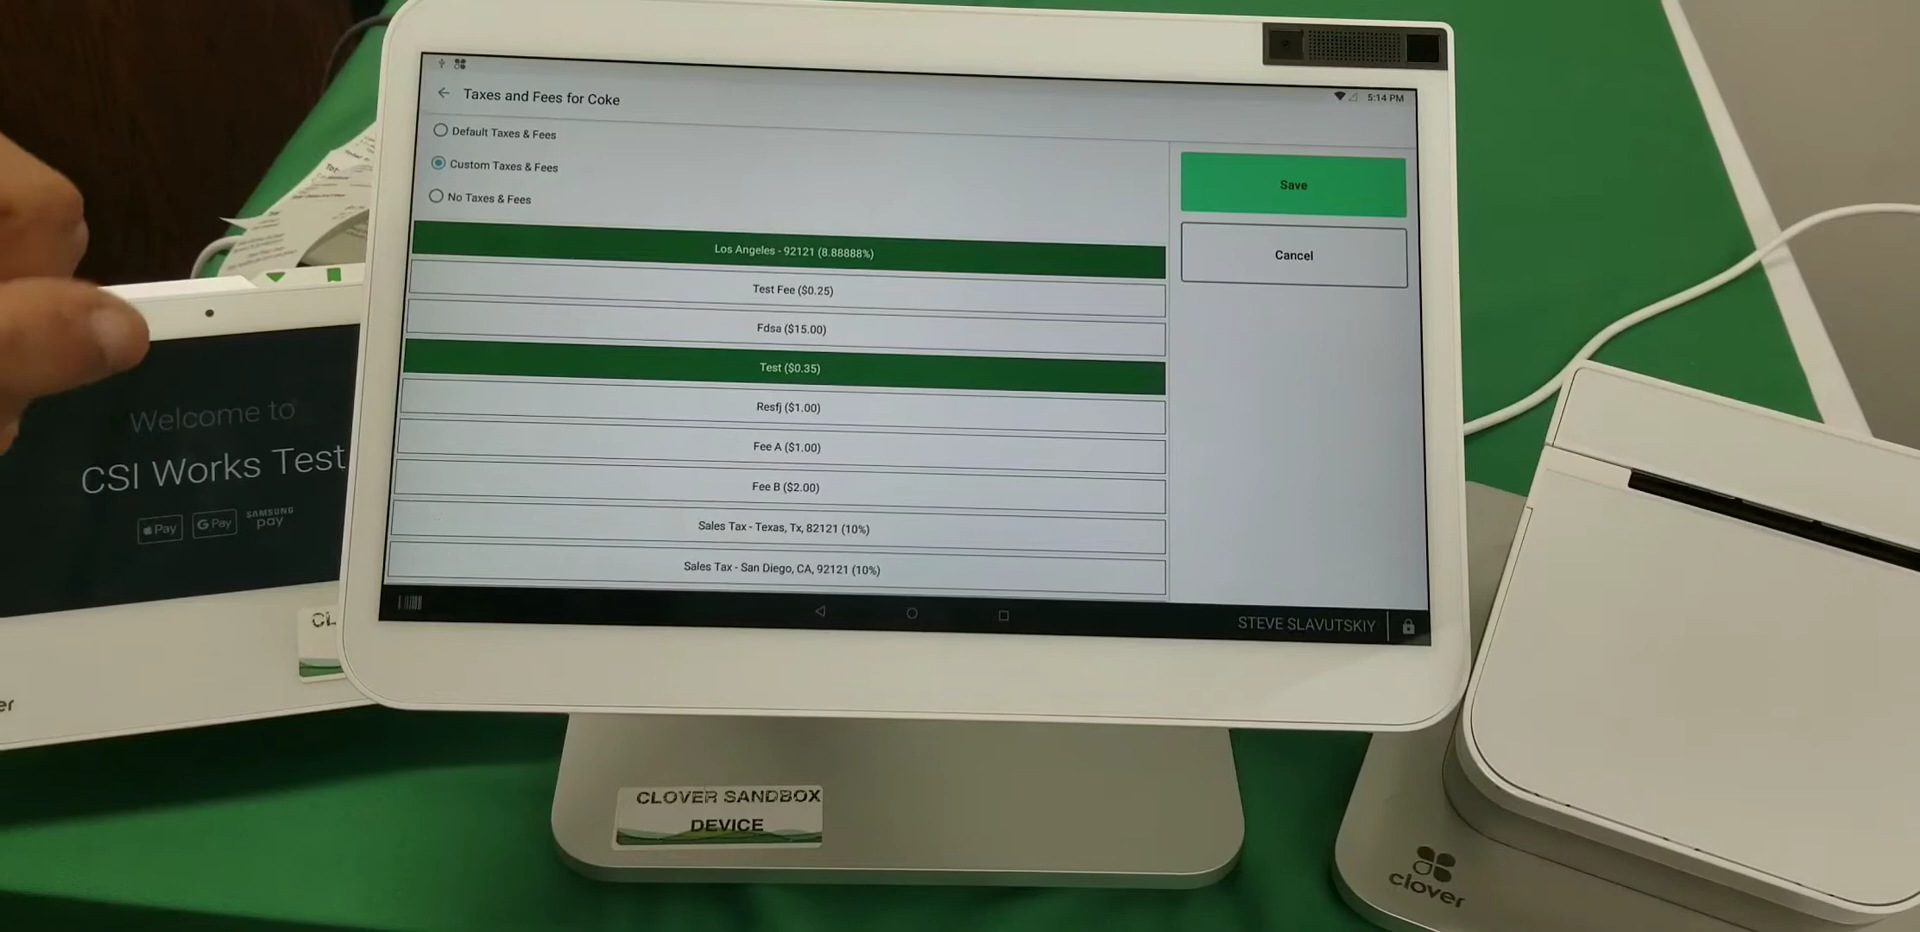 Taxes and Fees for Coke
5:14 PM
Default Taxes & Fees
Custom Taxes & Fees
No Taxes & Fees
Save
Cancel
Los Angeles - 92121 (8.88888%)
Test Fee ($0.25)
Fdsa ($15.00)
Test ($0.35)
Resfj ($1.00)
Fee A ($1.00)
Fee B ($2.00)
Sales Tax - Texas, Tx, 82121 (10%)
Sales Tax - San Diego, CA, 92121 (10%)
STEVE SLAVUTSKIY
Welcome to
CSI Works Test
Pay
G Pay
SAMSUNG
pay
CL
er
CLOVER SANDBOX
DEVICE
clover